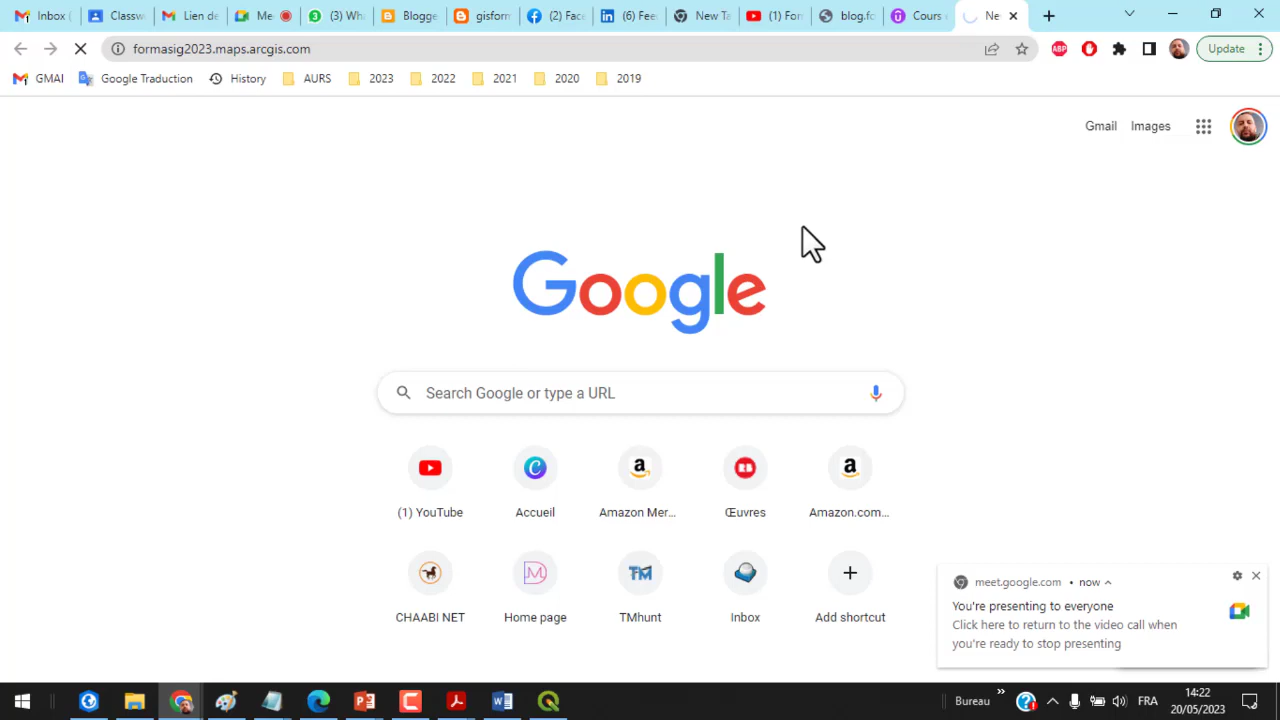 Inbox (
Classw
Lien de
Me
(3) Wha
Blogge
gisform
(2) Face
(6) Fee
New Ta
(1) Fon
blog.fo
Cours
Ne
formasig2023.maps.arcgis.com
ABP
Update
GMAI
Google Traduction
History
AURS
2023
2022
2021
2020
2019
Gmail
Images
Google
Search Google or type a URL
(1) YouTube
Accueil
Amazon Mer...
Œuvres
Amazon.com...
CHAABI NET
Home page
TMhunt
Inbox
Add shortcut
meet.google.com • now
You're presenting to everyone
Click here to return to the video call when
you're ready to stop presenting
Bureau
FRA
14:22
20/05/2023